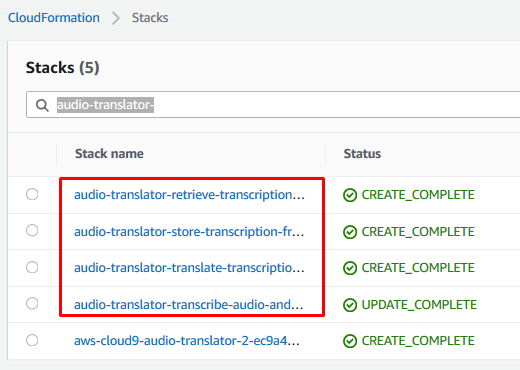 CloudFormation > Stacks
Stacks (5)
audio-translator-
Stack name Status
audio-translator-retrieve-transcription... CREATE_COMPLETE
audio-translator-store-transcription-fr... CREATE_COMPLETE
audio-translator-translate-transcriptio... CREATE_COMPLETE
audio-translator-transcribe-audio-and... UPDATE_COMPLETE
aws-cloud9-audio-translator-2-ec9a4... CREATE_COMPLETE